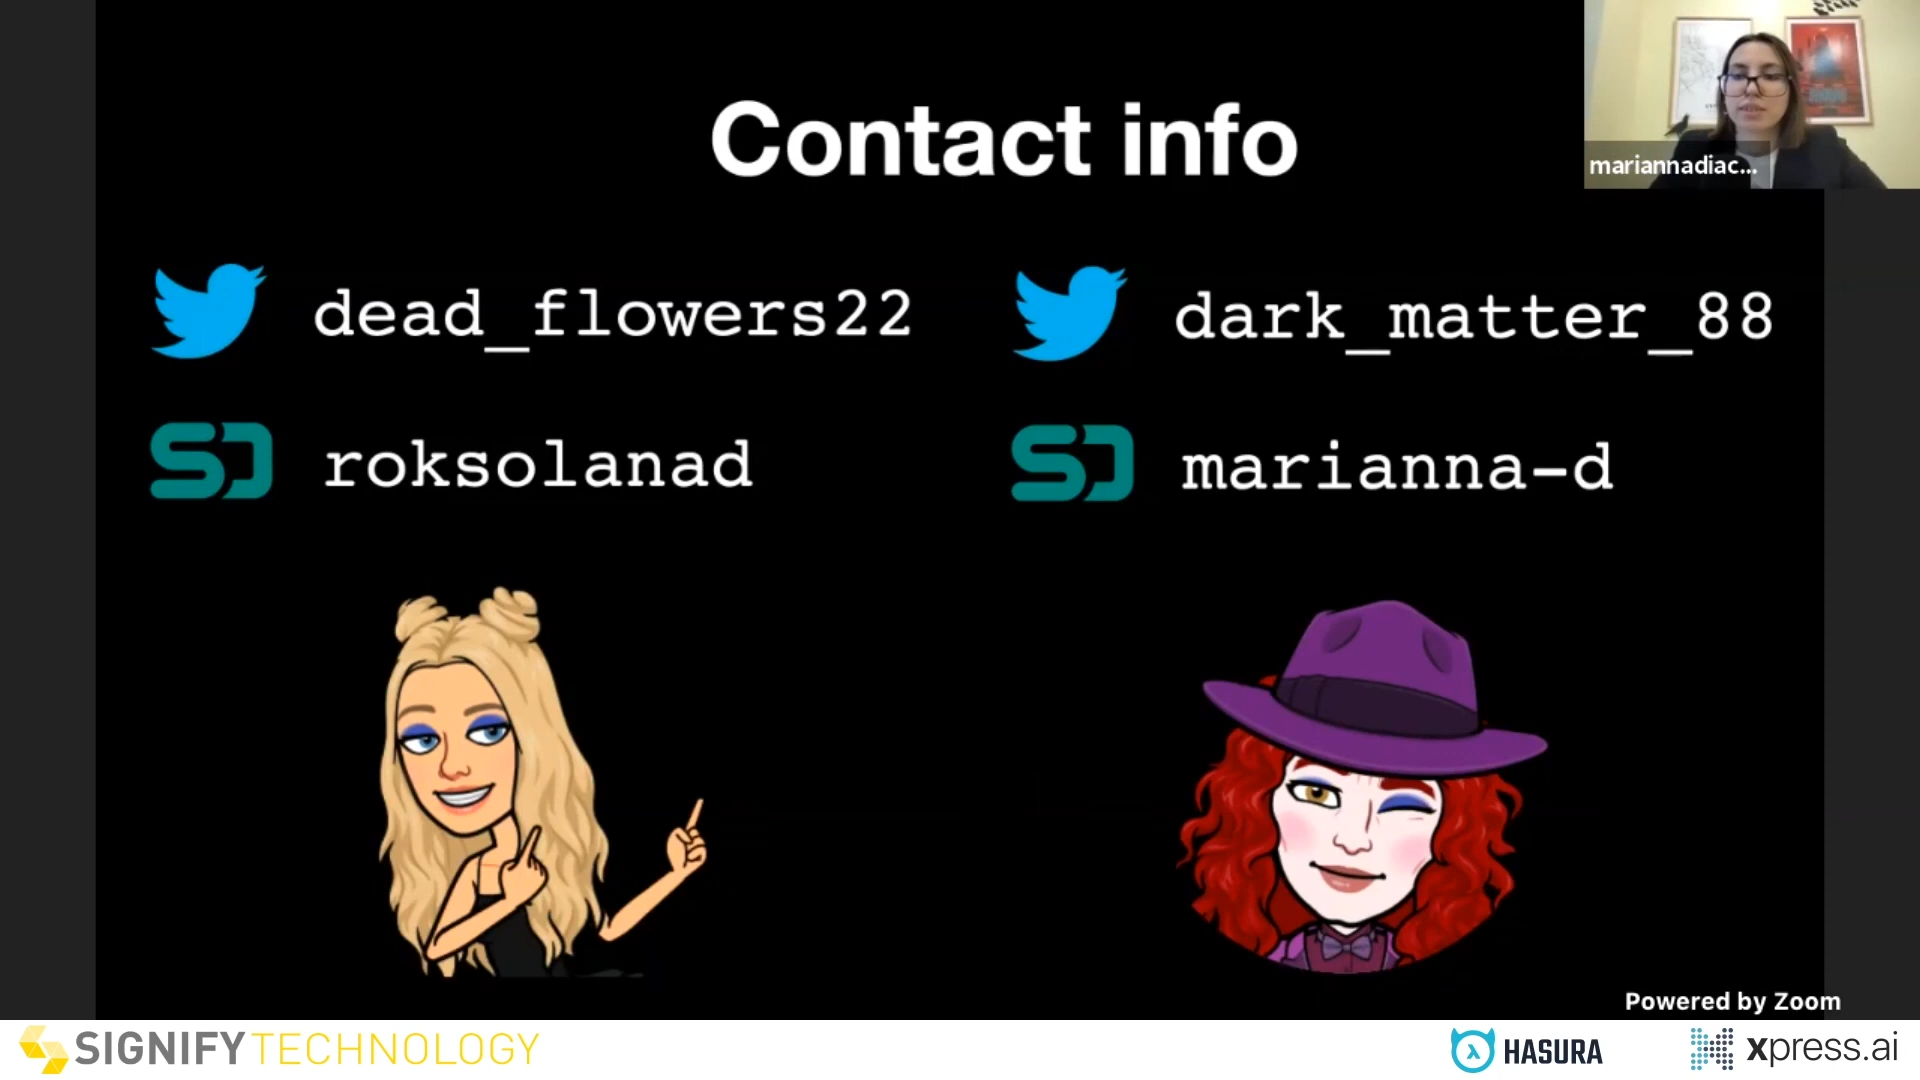 Contact info
mariannadiac...
dead_flowers22
dark_matter_88
roksolanad
marianna-d
Powered by Zoom
SIGNIFY TECHNOLOGY
HASURA
xpress.ai